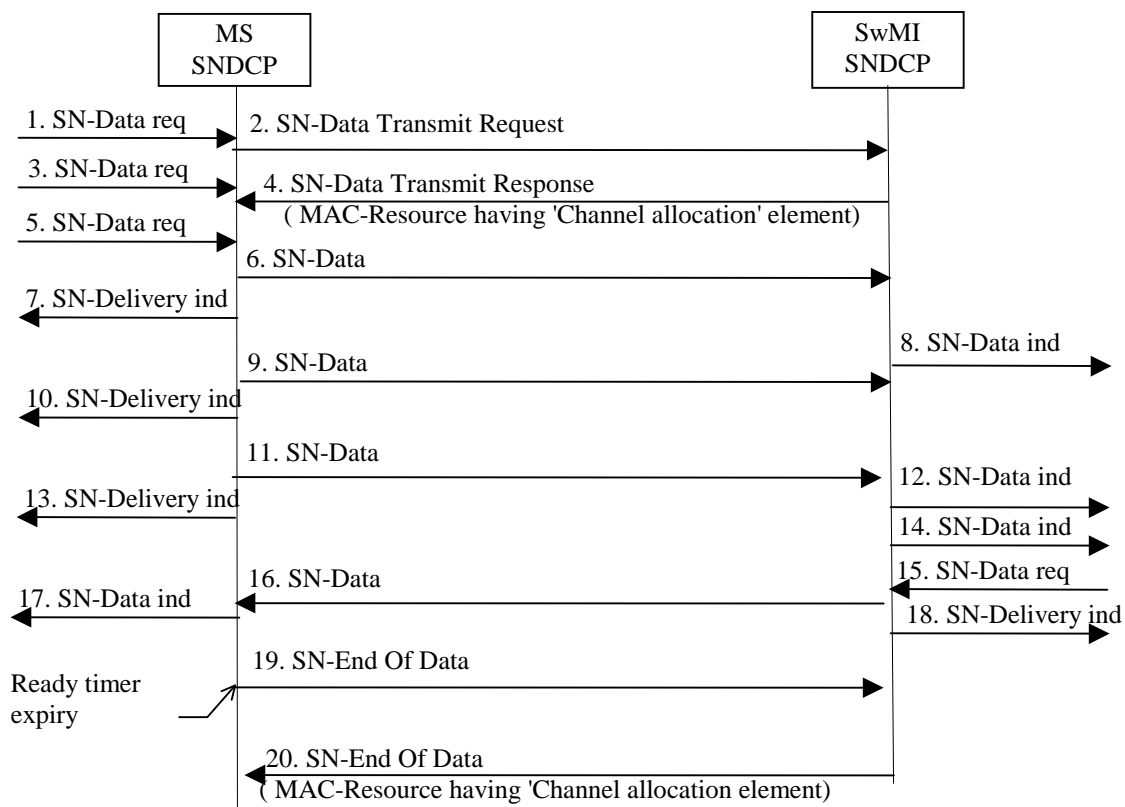 MS
SNDCP
SwMI
SNDCP
1. SN-Data req
2. SN-Data Transmit Request
3. SN-Data req
4. SN-Data Transmit Response
( MAC-Resource having 'Channel allocation' element)
5. SN-Data req
6. SN-Data
7. SN-Delivery ind
8. SN-Data ind
9. SN-Data
10. SN-Delivery ind
11. SN-Data
12. SN-Data ind
13. SN-Delivery ind
14. SN-Data ind
15. SN-Data req
16. SN-Data
17. SN-Data ind
18. SN-Delivery ind
19. SN-End Of Data
Ready timer
expiry
20. SN-End Of Data
( MAC-Resource having 'Channel allocation element)